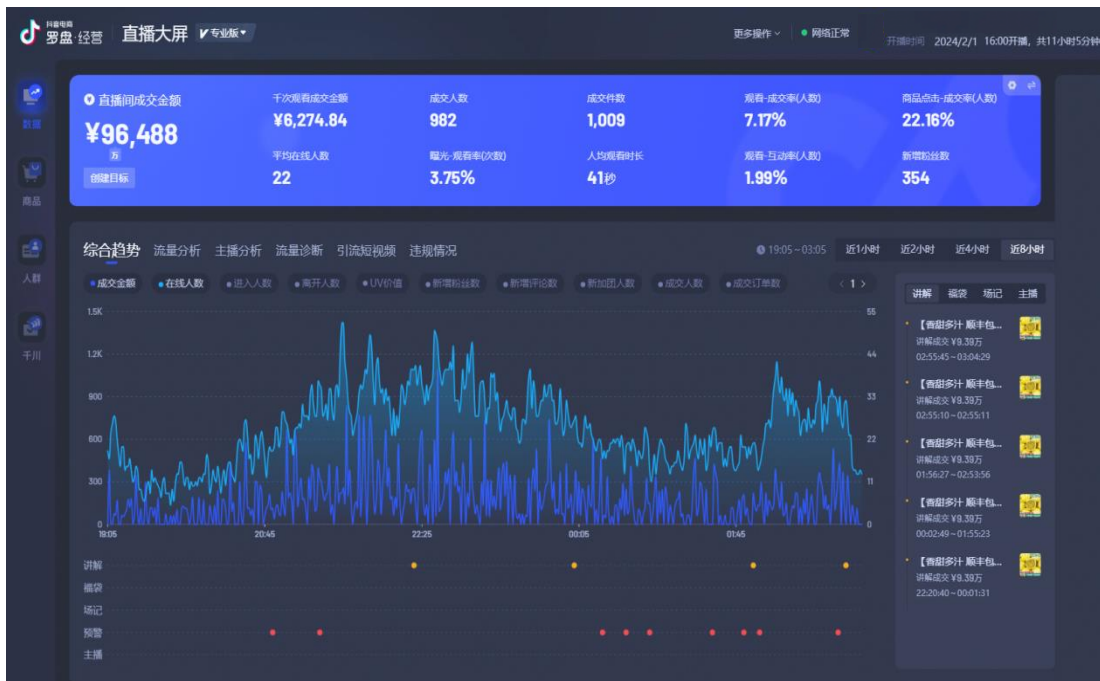 抖音电商
罗盘·经营 直播大屏 专业版
更多操作 网络正常 开播时间 2024/2/1 16:00开播，共11小时5分钟
数据
商品
人群
千川
直播间成交金额
¥96,488
万
创建目标
千次观看成交金额
¥6,274.84
成交人数
982
成交件数
1,009
观看-成交率(人数)
7.17%
商品点击-成交率(人数)
22.16%
平均在线人数
22
曝光-观看率(次数)
3.75%
人均观看时长
41秒
观看-互动率(人数)
1.99%
新增粉丝数
354
综合趋势 流量分析 主播分析 流量诊断 引流短视频 违规情况
19:05~03:05 近1小时 近2小时 近4小时 近8小时
成交金额 在线人数 进入人数 离开人数 UV价值 新增粉丝数 新增评论数 新加团人数 成交人数 成交订单数 < 1 >
1.5K 55
1.2K 44
900 33
600 22
300 11
0 0
19:05 20:45 22:25 00:05 01:45
讲解
福袋
场记
预警
主播
讲解 福袋 场记 主播
【香甜多汁 顺丰包...
讲解成交 ¥9.39万
02:55:45~03:04:29
【香甜多汁 顺丰包...
讲解成交 ¥9.39万
02:55:10~02:55:11
【香甜多汁 顺丰包...
讲解成交 ¥9.39万
01:56:27~02:53:56
【香甜多汁 顺丰包...
讲解成交 ¥9.39万
00:02:49~01:55:23
【香甜多汁 顺丰包...
讲解成交 ¥9.39万
22:20:40~00:01:31